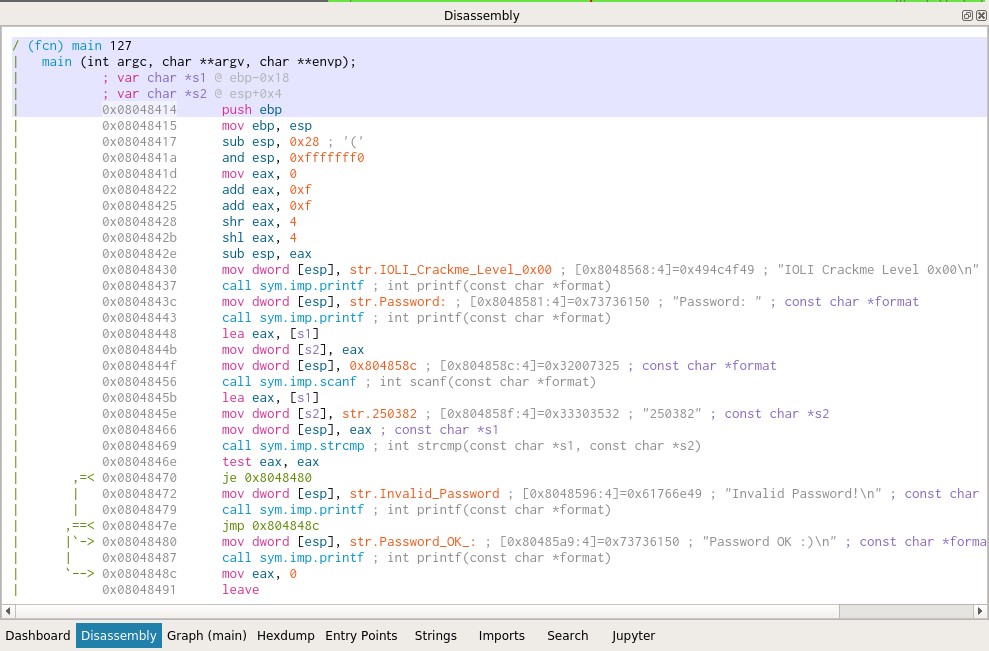 Disassembly
/ (fcn) main 127
|   main (int argc, char **argv, char **envp);
|           ; var char *s1 @ ebp-0x18
|           ; var char *s2 @ esp+0x4
|           0x08048414      push ebp
|           0x08048415      mov ebp, esp
|           0x08048417      sub esp, 0x28 ; '('
|           0x0804841a      and esp, 0xfffffff0
|           0x0804841d      mov eax, 0
|           0x08048422      add eax, 0xf
|           0x08048425      add eax, 0xf
|           0x08048428      shr eax, 4
|           0x0804842b      shl eax, 4
|           0x0804842e      sub esp, eax
|           0x08048430      mov dword [esp], str.IOLI_Crackme_Level_0x00 ; [0x8048568:4]=0x494c4f49 ; "IOLI Crackme Level 0x00\n"
|           0x08048437      call sym.imp.printf ; int printf(const char *format)
|           0x0804843c      mov dword [esp], str.Password: ; [0x8048581:4]=0x73736150 ; "Password: " ; const char *format
|           0x08048443      call sym.imp.printf ; int printf(const char *format)
|           0x08048448      lea eax, [s1]
|           0x0804844b      mov dword [s2], eax
|           0x0804844f      mov dword [esp], 0x804858c ; [0x804858c:4]=0x32007325 ; const char *format
|           0x08048456      call sym.imp.scanf ; int scanf(const char *format)
|           0x0804845b      lea eax, [s1]
|           0x0804845e      mov dword [s2], str.250382 ; [0x804858f:4]=0x33303532 ; "250382" ; const char *s2
|           0x08048466      mov dword [esp], eax ; const char *s1
|           0x08048469      call sym.imp.strcmp ; int strcmp(const char *s1, const char *s2)
|           0x0804846e      test eax, eax
|       ,=< 0x08048470      je 0x8048480
|       |   0x08048472      mov dword [esp], str.Invalid_Password ; [0x8048596:4]=0x61766e49 ; "Invalid Password!\n" ; const char
|       |   0x08048479      call sym.imp.printf ; int printf(const char *format)
|      ,==< 0x0804847e      jmp 0x804848c
|      |`-> 0x08048480      mov dword [esp], str.Password_OK_: ; [0x80485a9:4]=0x73736150 ; "Password OK :)\n" ; const char *forma
|      |    0x08048487      call sym.imp.printf ; int printf(const char *format)
|      `--> 0x0804848c      mov eax, 0
|           0x08048491      leave
Dashboard Disassembly Graph (main) Hexdump Entry Points Strings Imports Search Jupyter